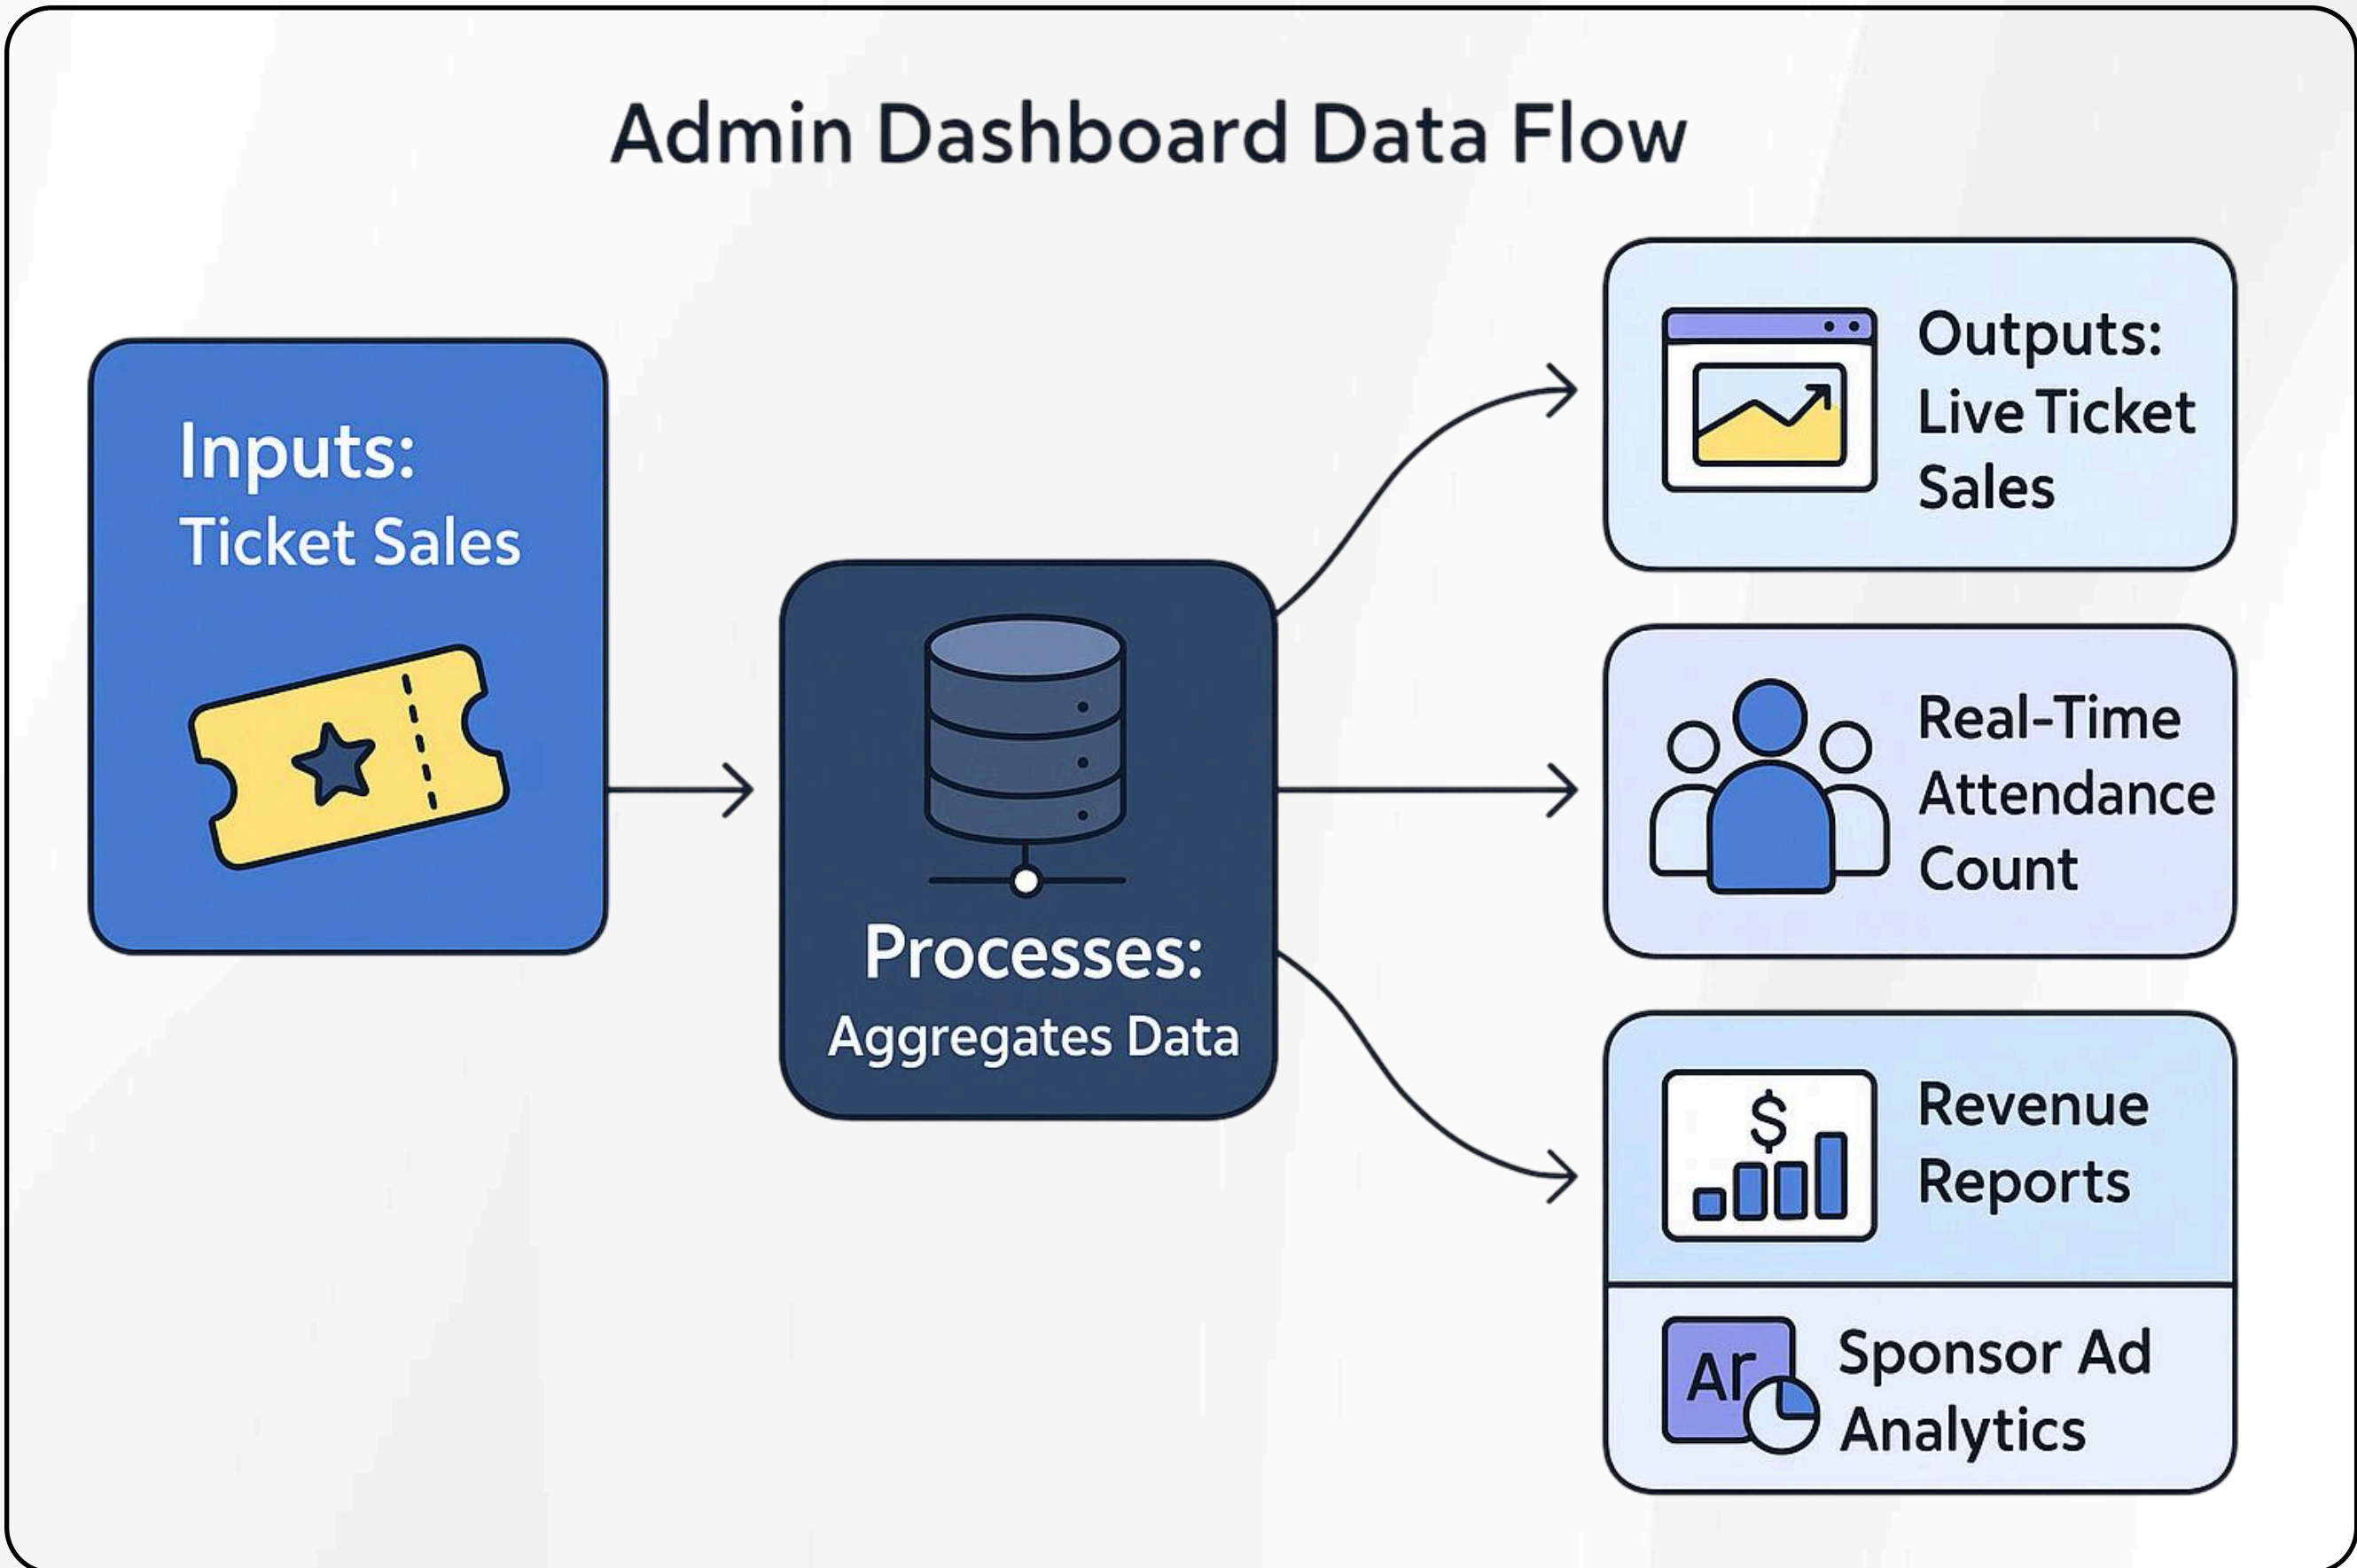 Admin Dashboard Data Flow
Inputs:
Ticket Sales
Processes:
Aggregates Data
Outputs:
Live Ticket
Sales
Real-Time
Attendance
Count
$
Revenue
Reports
Ar
Sponsor Ad
Analytics